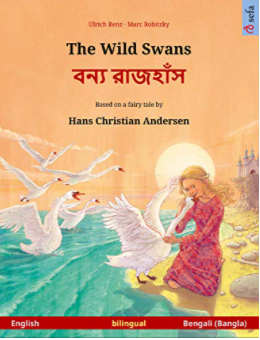 Ulrich Renz · Marc Robitzky
sefa
The Wild Swans
বন্য রাজহাঁস
Based on a fairy tale by
Hans Christian Andersen
English bilingual Bengali (Bangla)